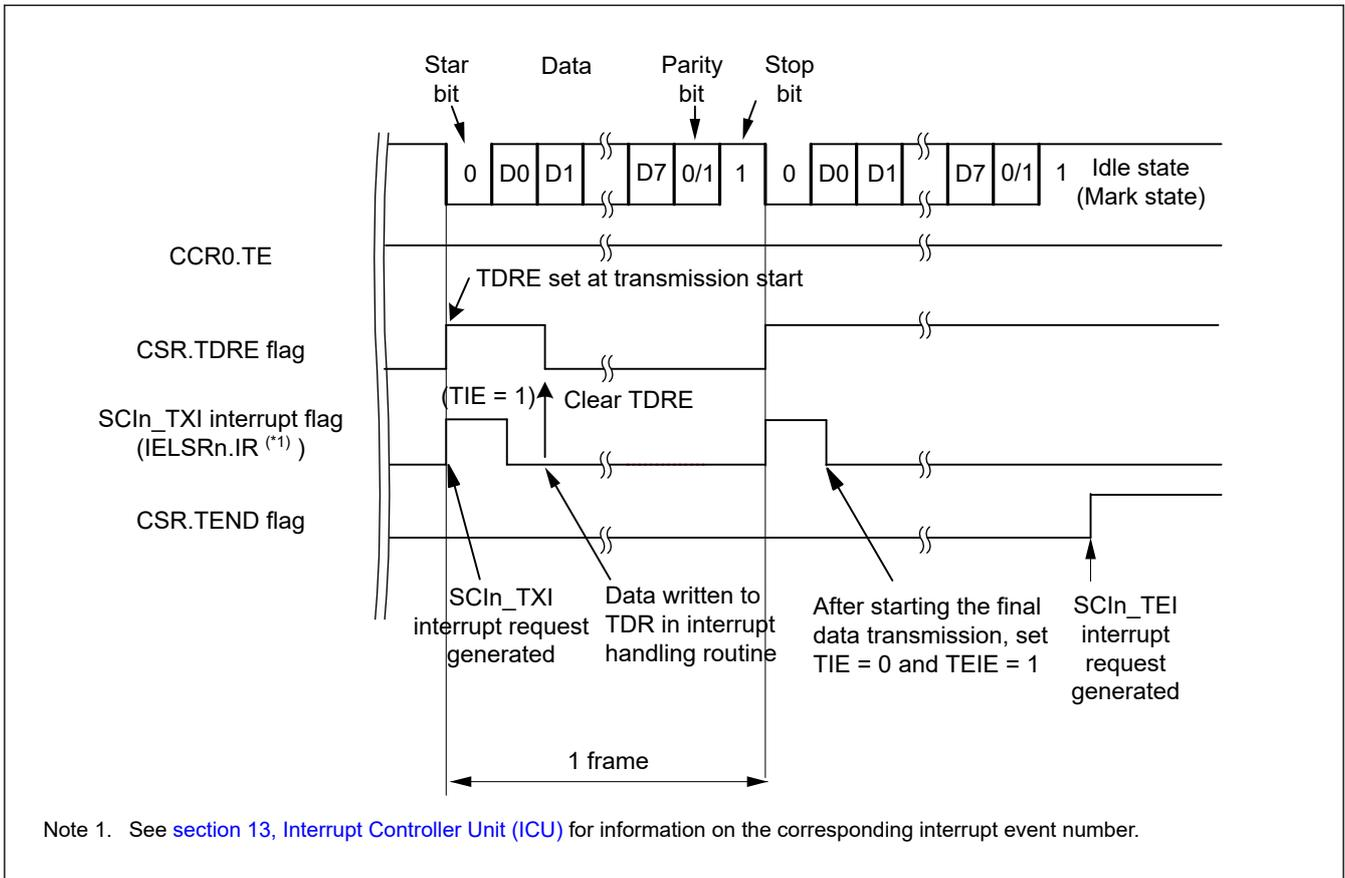 Star
bit
Data
Parity
bit
Stop
bit
0 D0 D1 D7 0/1 1 0 D0 D1 D7 0/1 1
Idle state
(Mark state)
CCR0.TE
TDRE set at transmission start
CSR.TDRE flag
(TIE = 1)
Clear TDRE
SCIn_TXI interrupt flag
(IELSRn.IR (*1) )
CSR.TEND flag
SCIn_TXI
interrupt request
generated
Data written to
TDR in interrupt
handling routine
After starting the final
data transmission, set
TIE = 0 and TEIE = 1
SCIn_TEI
interrupt
request
generated
1 frame
Note 1. See section 13, Interrupt Controller Unit (ICU) for information on the corresponding interrupt event number.